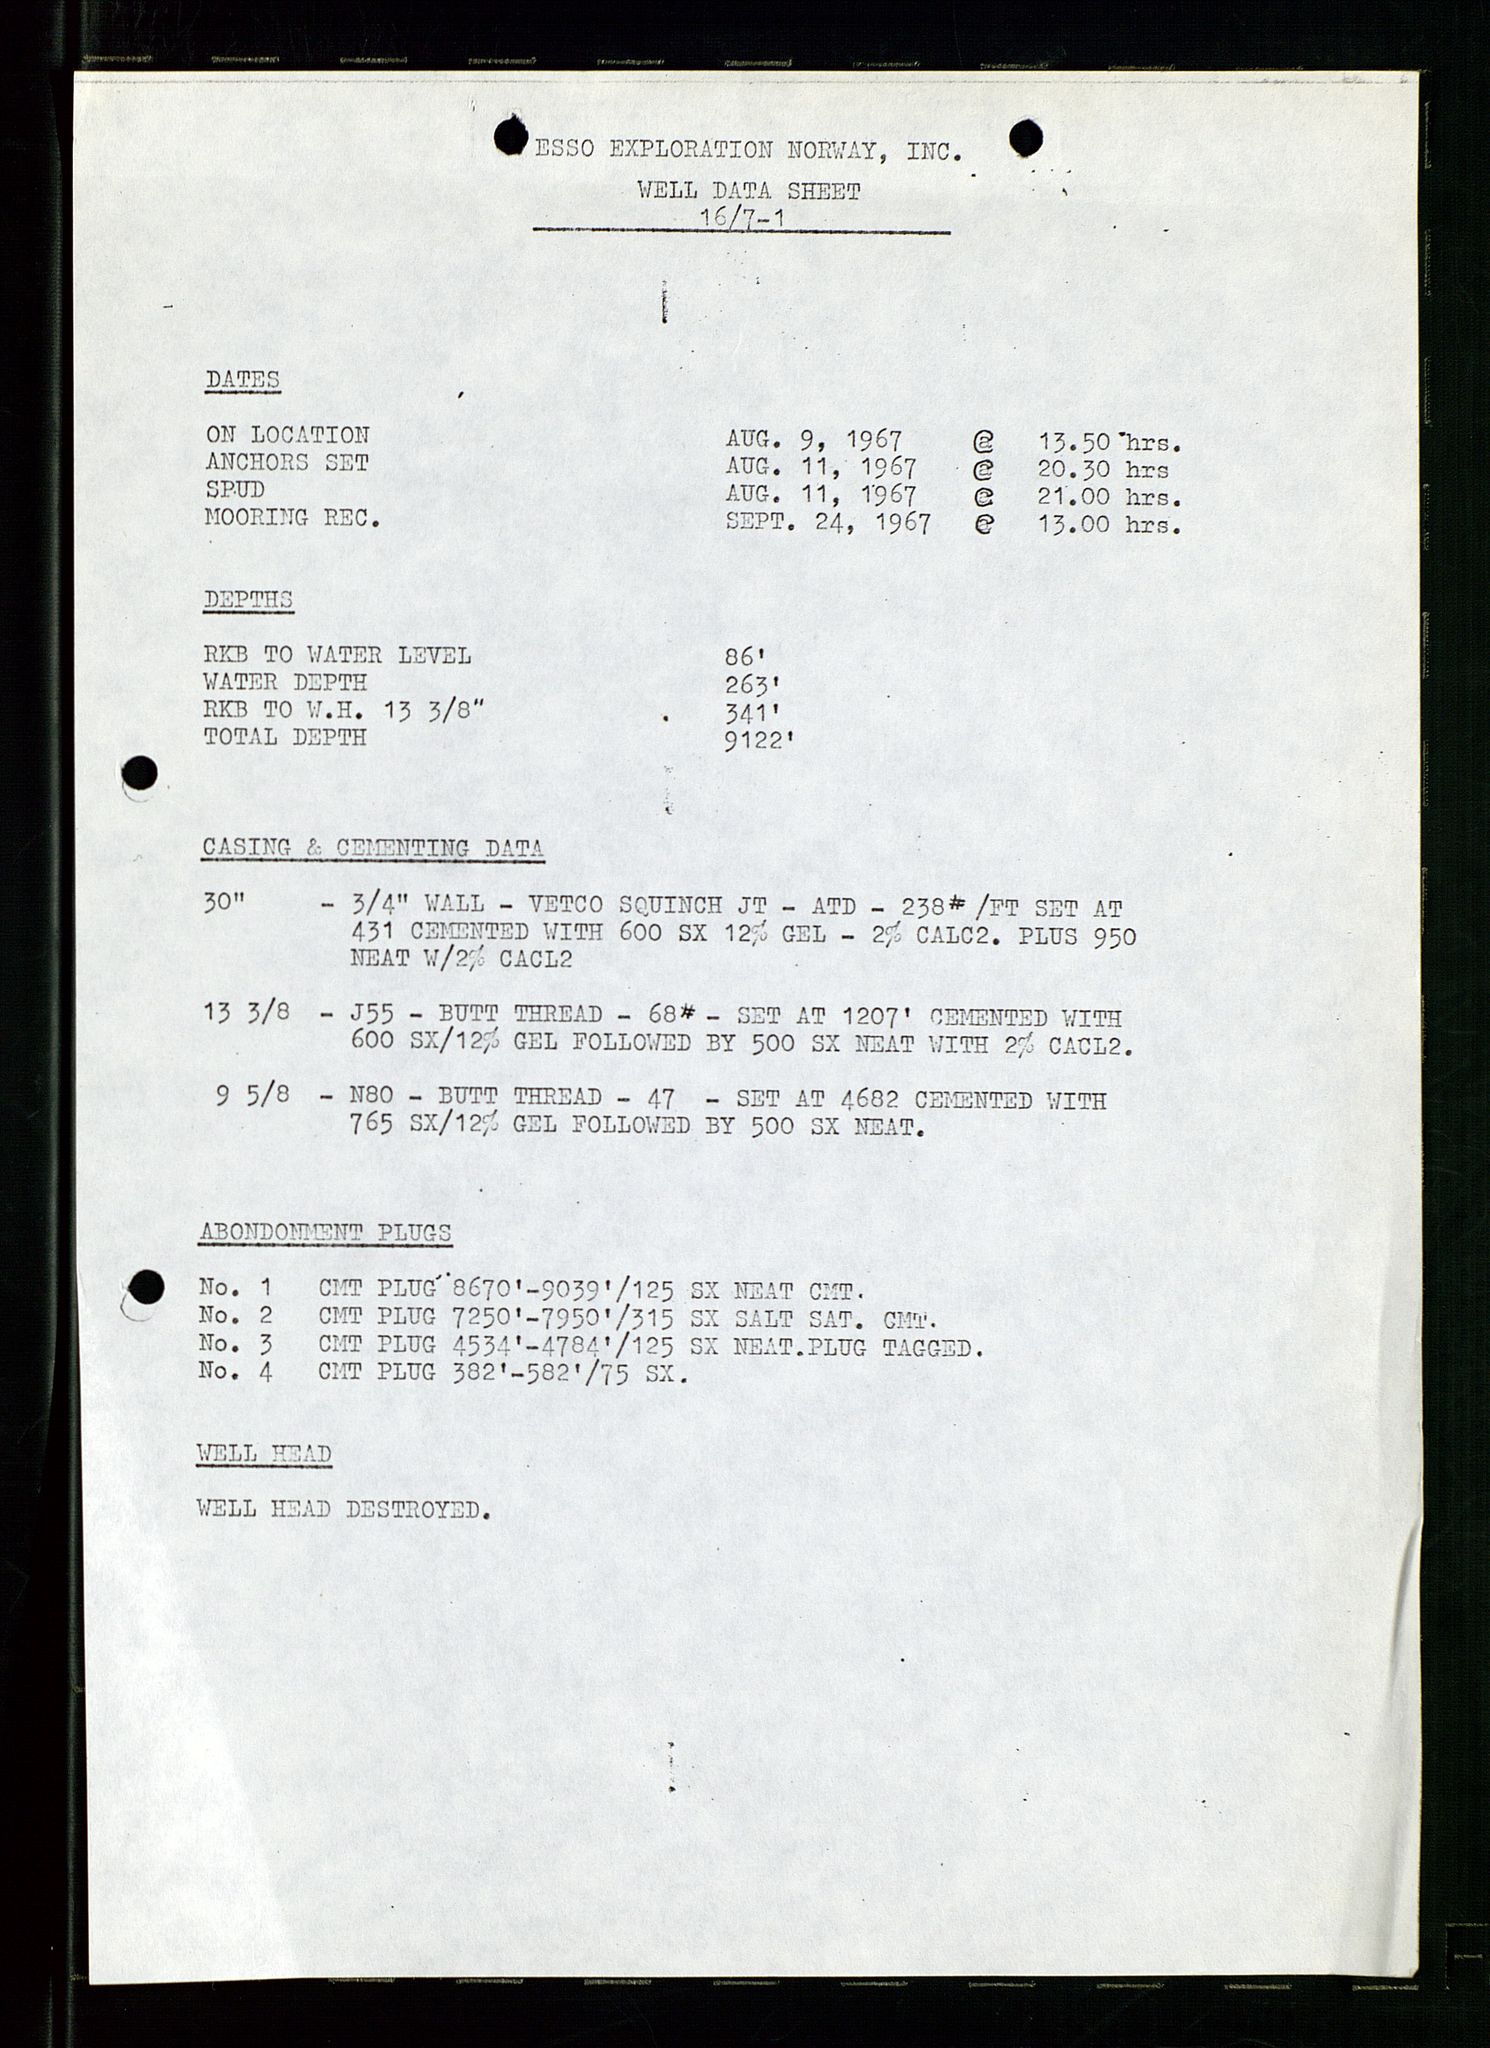 ESSO EXPLORATION NORWAY, INC.
WELL DATA SHEET
16/7-1
DATES
ON LOCATION AUG. 9, 1967 @ 13.50 hrs.
ANCHORS SET AUG. 11, 1967 @ 20.30 hrs
SPUD AUG. 11, 1967 @ 21.00 hrs.
MOORING REC. SEPT. 24, 1967 @ 13.00 hrs.
DEPTHS
RKB TO WATER LEVEL 86'
WATER DEPTH 263'
RKB TO W.H. 13 3/8" 341'
TOTAL DEPTH 9122'
CASING & CEMENTING DATA
30" - 3/4" WALL - VETCO SQUINCH JT - ATD - 238# /FT SET AT
431 CEMENTED WITH 600 SX 12% GEL - 2% CALC2. PLUS 950
NEAT W/2% CACL2
13 3/8 - J55 - BUTT THREAD - 68# - SET AT 1207' CEMENTED WITH
600 SX/12% GEL FOLLOWED BY 500 SX NEAT WITH 2% CACL2.
9 5/8 - N80 - BUTT THREAD - 47 - SET AT 4682 CEMENTED WITH
765 SX/12% GEL FOLLOWED BY 500 SX NEAT.
ABONDONMENT PLUGS
No. 1 CMT PLUG 8670'-9039'/125 SX NEAT CMT.
No. 2 CMT PLUG 7250'-7950'/315 SX SALT SAT. CMT.
No. 3 CMT PLUG 4534'-4784'/125 SX NEAT.PLUG TAGGED.
No. 4 CMT PLUG 382'-582'/75 SX.
WELL HEAD
WELL HEAD DESTROYED.